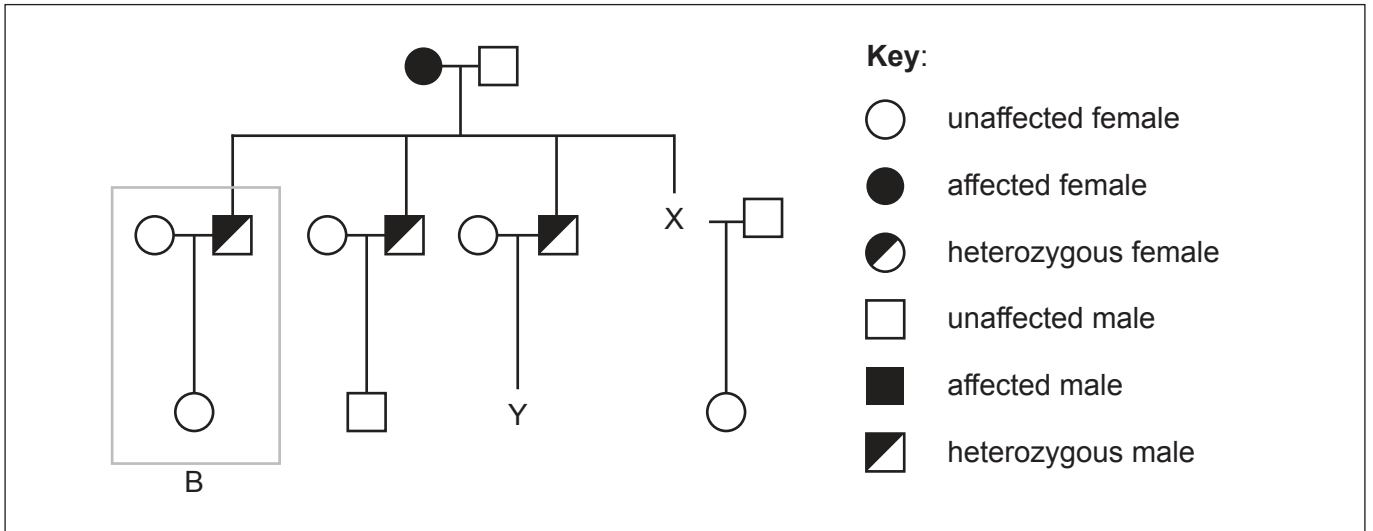 Key:
unaffected female
affected female
heterozygous female
unaffected male
affected male
heterozygous male
X
Y
B